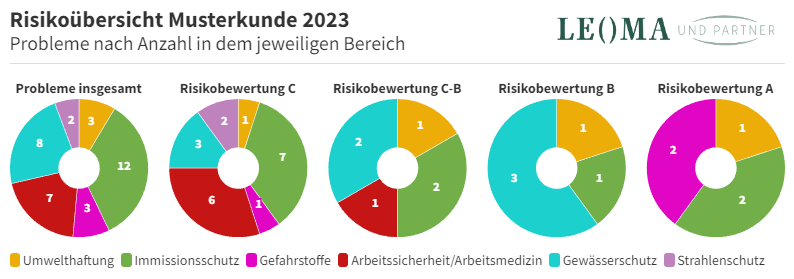 Risikoübersicht Musterkunde 2023
Probleme nach Anzahl in dem jeweiligen Bereich
LE()MA UND PARTNER
Probleme insgesamt
3
12
3
7
8
2
Risikobewertung C
1
7
1
6
3
2
Risikobewertung C-B
1
2
1
2
Risikobewertung B
1
1
3
Risikobewertung A
1
2
2
Umwelthaftung Immissionsschutz Gefahrstoffe Arbeitssicherheit/Arbeitsmedizin Gewässerschutz Strahlenschutz